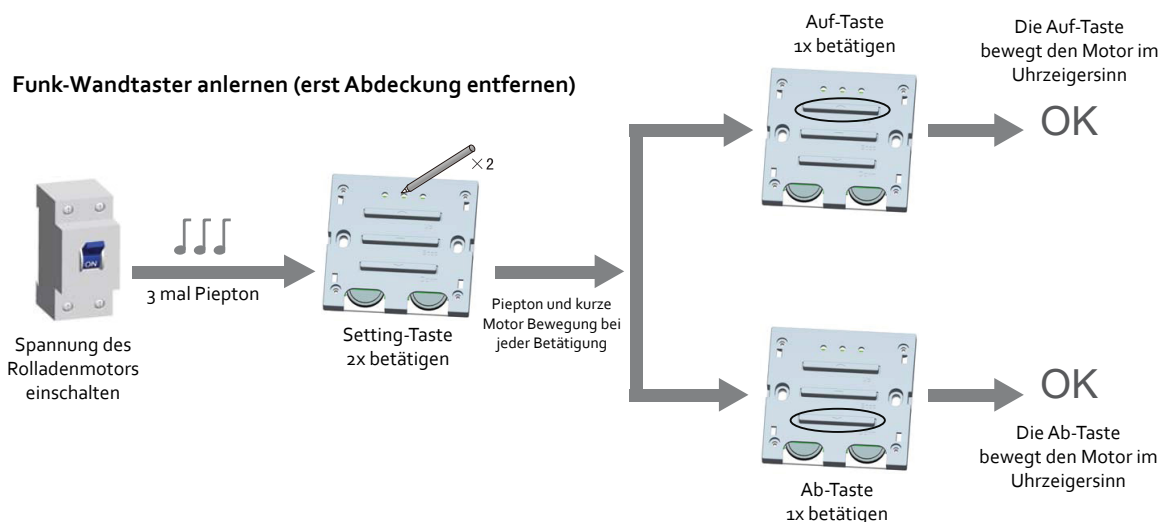 Funk-Wandtaster anlernen (erst Abdeckung entfernen)
ON
Spannung des
Rolladenmotors
einschalten
3 mal Piepton
×2
Setting-Taste
2x betätigen
Piepton und kurze
Motor Bewegung bei
jeder Betätigung
Auf-Taste
1x betätigen
Die Auf-Taste
bewegt den Motor im
Uhrzeigersinn
OK
Ab-Taste
1x betätigen
OK
Die Ab-Taste
bewegt den Motor im
Uhrzeigersinn